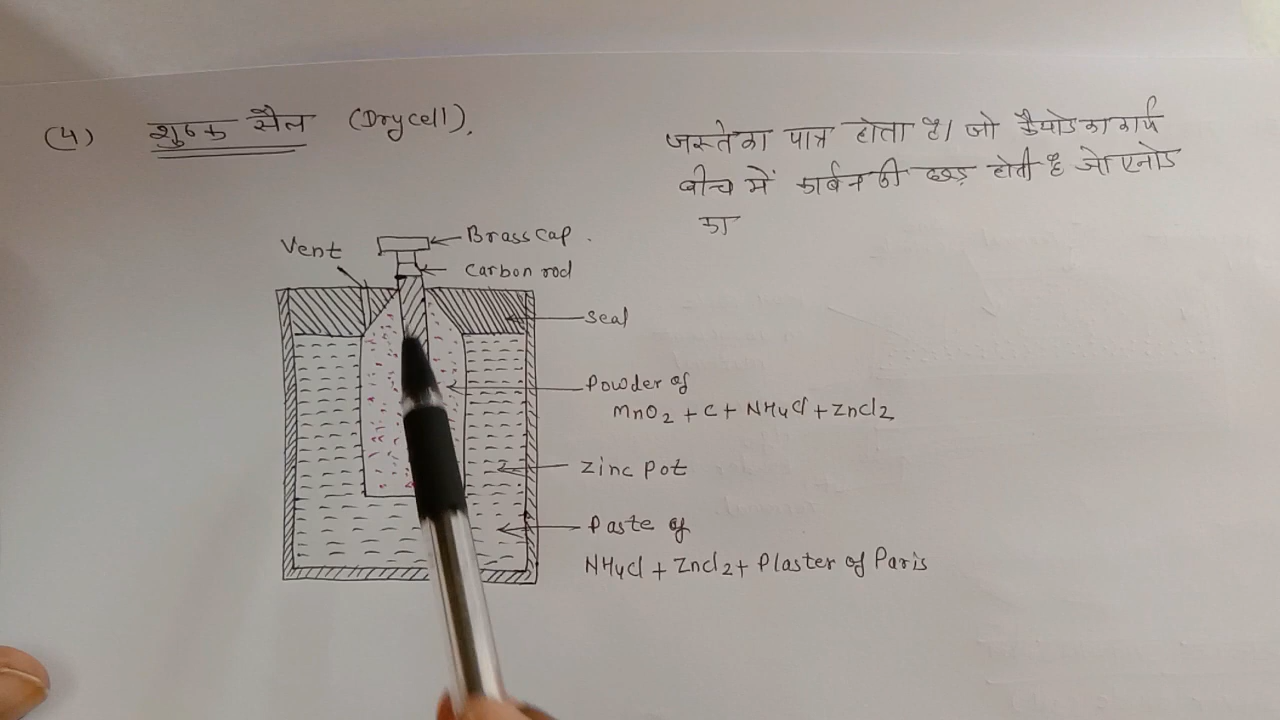 (4) शुष्क सैल (Drycell),
जस्ते का पात्र होता है। जो कैथोड का कार्य
बीच में कार्बन की छड़ होती है जो एनोड
का
Vent
Brass cap.
Carbon rod
Seal
Powder of
MnO2 + C + NH4Cl + ZnCl2
Zinc pot
Paste of
NH4Cl + ZnCl2 + Plaster of Paris